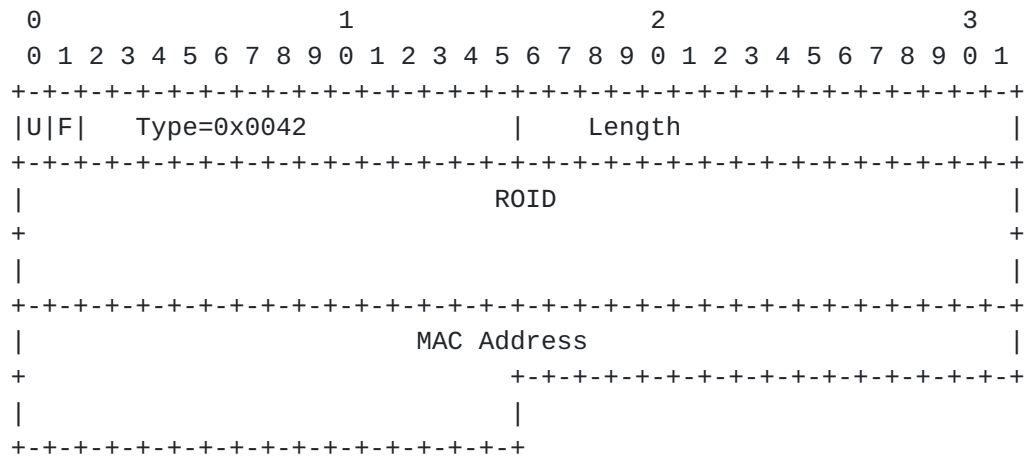 0                   1                   2                   3
 0 1 2 3 4 5 6 7 8 9 0 1 2 3 4 5 6 7 8 9 0 1 2 3 4 5 6 7 8 9 0 1
+-+-+-+-+-+-+-+-+-+-+-+-+-+-+-+-+-+-+-+-+-+-+-+-+-+-+-+-+-+-+-+-+
|U|F|   Type=0x0042             |    Length                     |
+-+-+-+-+-+-+-+-+-+-+-+-+-+-+-+-+-+-+-+-+-+-+-+-+-+-+-+-+-+-+-+-+
|                              ROID                             |
+                                                               +
|                                                               |
+-+-+-+-+-+-+-+-+-+-+-+-+-+-+-+-+-+-+-+-+-+-+-+-+-+-+-+-+-+-+-+-+
|                         MAC Address                           |
+                               +-+-+-+-+-+-+-+-+-+-+-+-+-+-+-+-+
|                               |
+-+-+-+-+-+-+-+-+-+-+-+-+-+-+-+-+